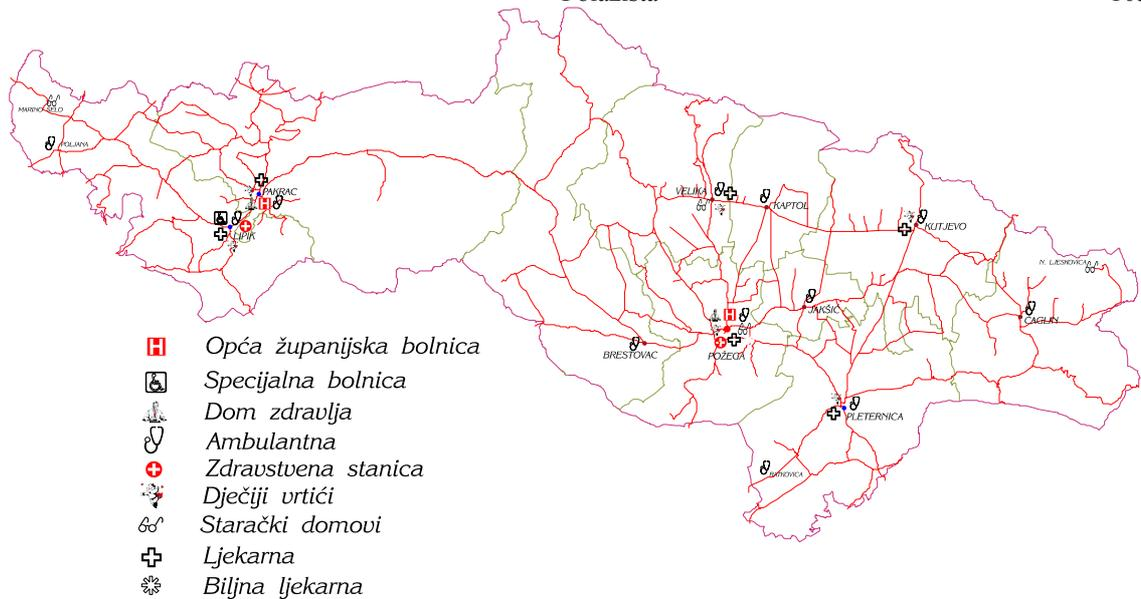 MARINO SELO
POLJANA
PAKRAC
LIPIK
VELIKA
KAPTOL
KUTJEVO
N. LJESKOVICA
JAKŠIĆ
ČAGLIN
BRESTOVAC
POŽEGA
PLETERNICA
RATKOVICA
H Opća županijska bolnica
Specijalna bolnica
Dom zdravlja
Ambulantna
Zdravstvena stanica
Dječiji vrtići
Starački domovi
Ljekarna
Biljna ljekarna